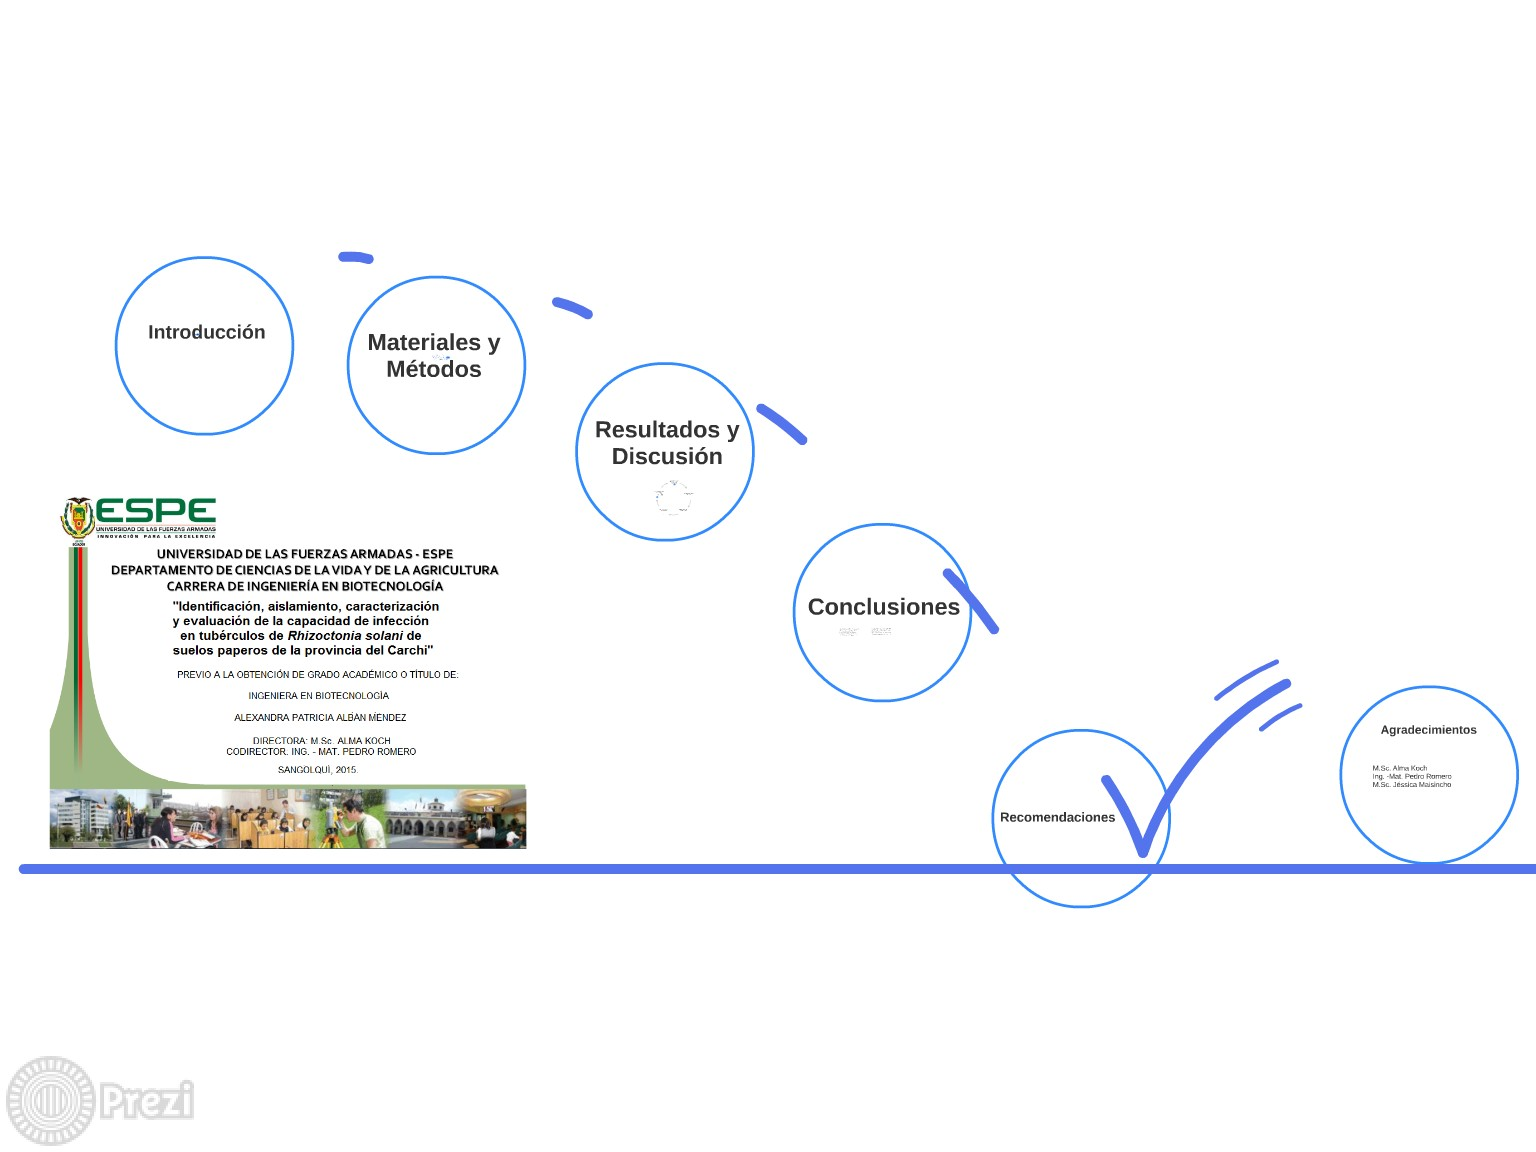 Introducción
Materiales y
Métodos
Resultados y
Discusión
ESPE
UNIVERSIDAD DE LAS FUERZAS ARMADAS
INNOVACIÓN PARA LA EXCELENCIA
ECUADOR
UNIVERSIDAD DE LAS FUERZAS ARMADAS - ESPE
DEPARTAMENTO DE CIENCIAS DE LA VIDA Y DE LA AGRICULTURA
CARRERA DE INGENIERÍA EN BIOTECNOLOGÍA
"Identificación, aislamiento, caracterización
y evaluación de la capacidad de infección
en tubérculos de Rhizoctonia solani de
suelos paperos de la provincia del Carchi"
PREVIO A LA OBTENCIÓN DE GRADO ACADÉMICO O TÍTULO DE:
INGENIERA EN BIOTECNOLOGÍA
ALEXANDRA PATRICIA ALBÁN MÉNDEZ
DIRECTORA: M.Sc. ALMA KOCH
CODIRECTOR. ING. - MAT. PEDRO ROMERO
SANGOLQUÍ, 2015.
Conclusiones
Recomendaciones
Agradecimientos
M.Sc. Alma Koch
Ing. -Mat. Pedro Romero
M.Sc. Jéssica Maisincho
Prezi